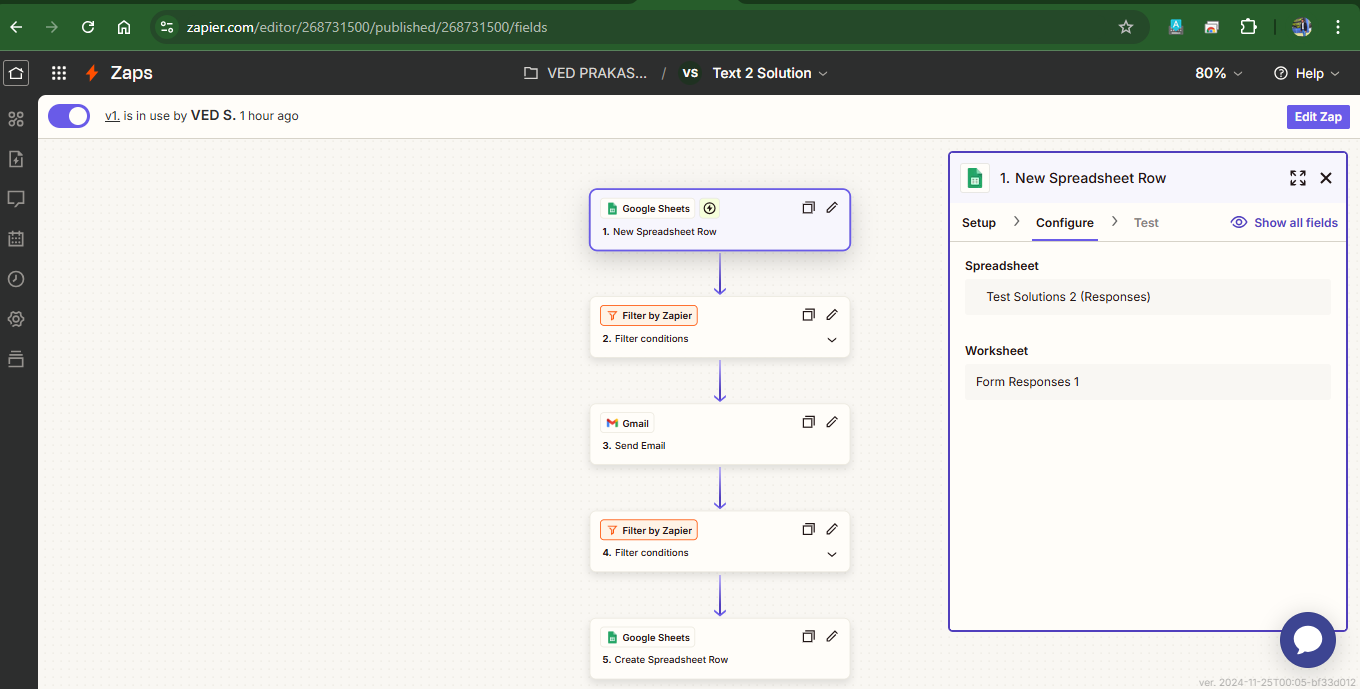 zapier.com/editor/268731500/published/268731500/fields
Zaps
VED PRAKAS... / VS Text 2 Solution
80%
Help
v1. is in use by VED S. 1 hour ago
Edit Zap
Google Sheets
1. New Spreadsheet Row
Filter by Zapier
2. Filter conditions
Gmail
3. Send Email
Filter by Zapier
4. Filter conditions
Google Sheets
5. Create Spreadsheet Row
1. New Spreadsheet Row
Setup
Configure
Test
Show all fields
Spreadsheet
Test Solutions 2 (Responses)
Worksheet
Form Responses 1
ver. 2024-11-25T00:05-bf33d012